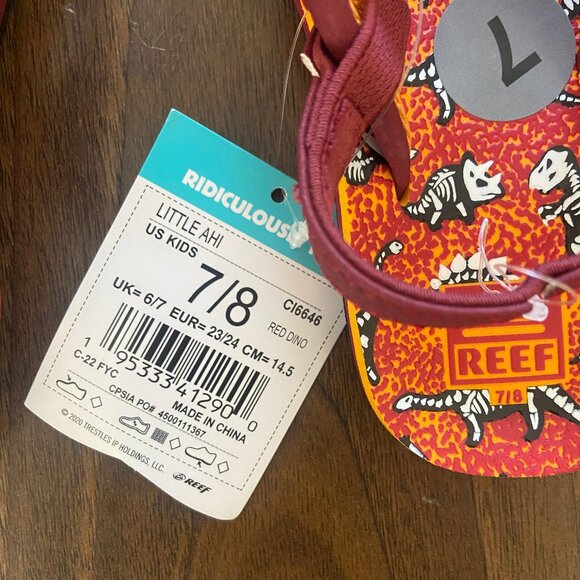 RIDICULOUS
LITTLE AHI
US KIDS
7/8
CI6646
RED DINO
UK= 6/7 EUR= 23/24 CM= 14.5
1 95333 41290 0
C-22 FYC
MADE IN CHINA
CPSIA PO# 4500111367
© 2020 TRESTLES IP HOLDINGS, LLC.
REEF
7
REEF
7/8